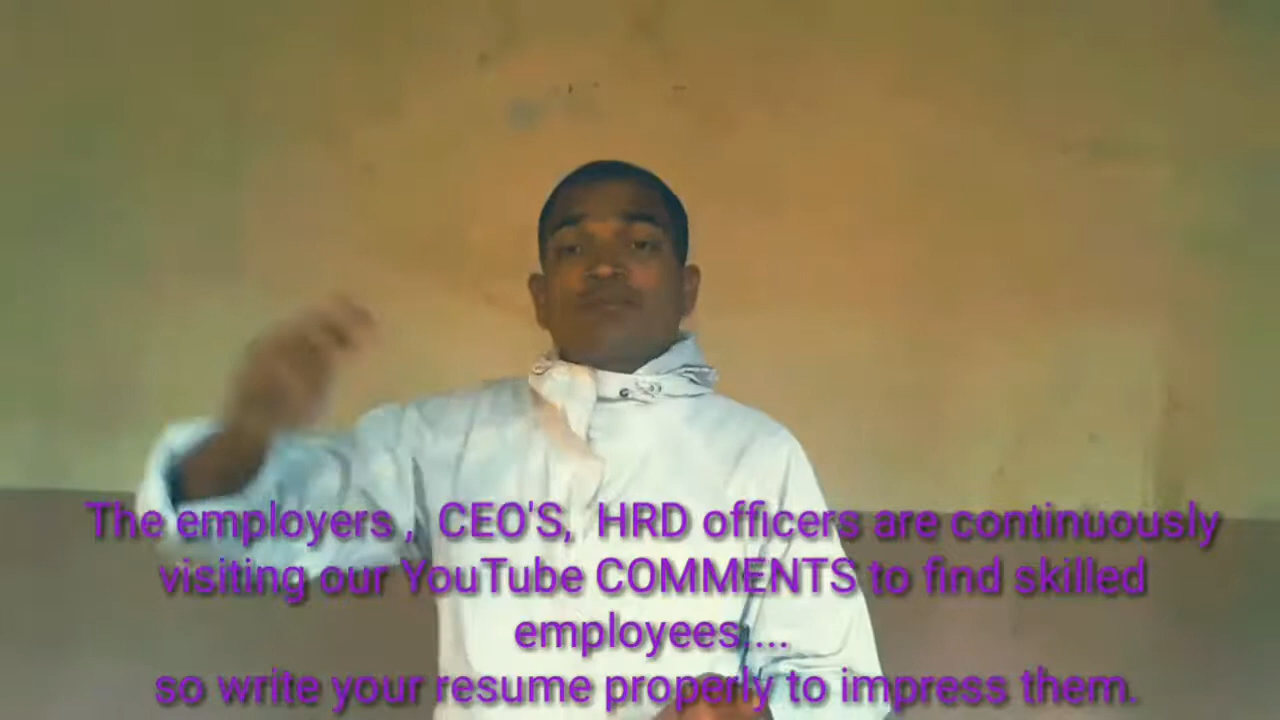 The employers ,  CEO'S,  HRD officers are continuously
visiting our YouTube COMMENTS to find skilled
employees....
so write your resume properly to impress them.